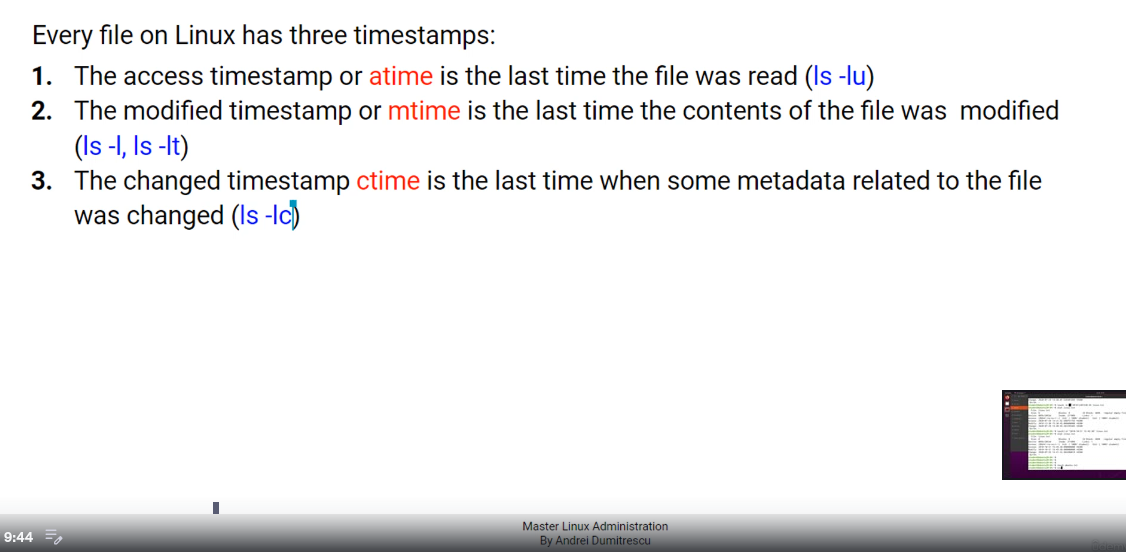 Every file on Linux has three timestamps:
1. The access timestamp or atime is the last time the file was read (ls -lu)
2. The modified timestamp or mtime is the last time the contents of the file was modified
(ls -l, ls -lt)
3. The changed timestamp ctime is the last time when some metadata related to the file
was changed (ls -lc)
Master Linux Administration
9:44
By Andrei Dumitrescu